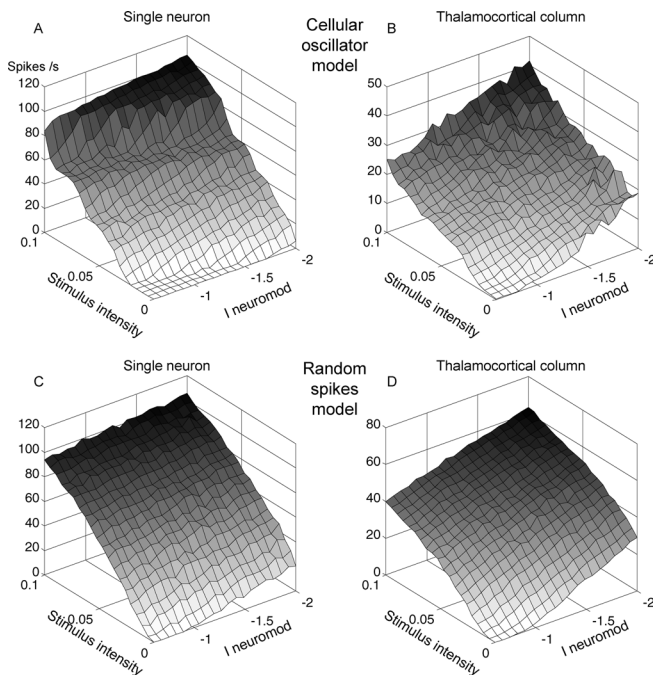 A
Single neuron
Cellular
oscillator
model
B
Thalamocortical column
Spikes /s
120
100
80
60
40
20
0
0.1
0.05
0
Stimulus intensity
-1
-1.5
-2
I neuromod
50
40
30
20
10
0
0.1
0.05
0
Stimulus intensity
-1
-1.5
-2
I neuromod
C
Single neuron
Random
spikes
model
D
Thalamocortical column
120
100
80
60
40
20
0
0.1
0.05
0
Stimulus intensity
-1
-1.5
-2
I neuromod
80
60
40
20
0
0.1
0.05
0
Stimulus intensity
-1
-1.5
-2
I neuromod